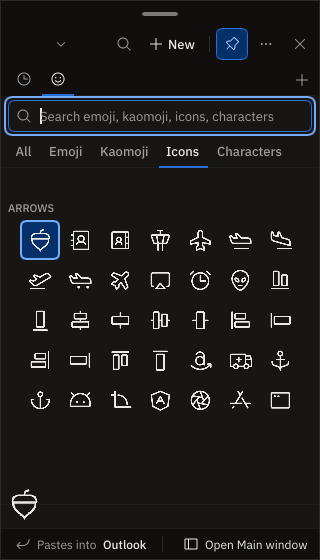 New
Search emoji, kaomoji, icons, characters
All Emoji Kaomoji Icons Characters
ARROWS
Pastes into Outlook Open Main window